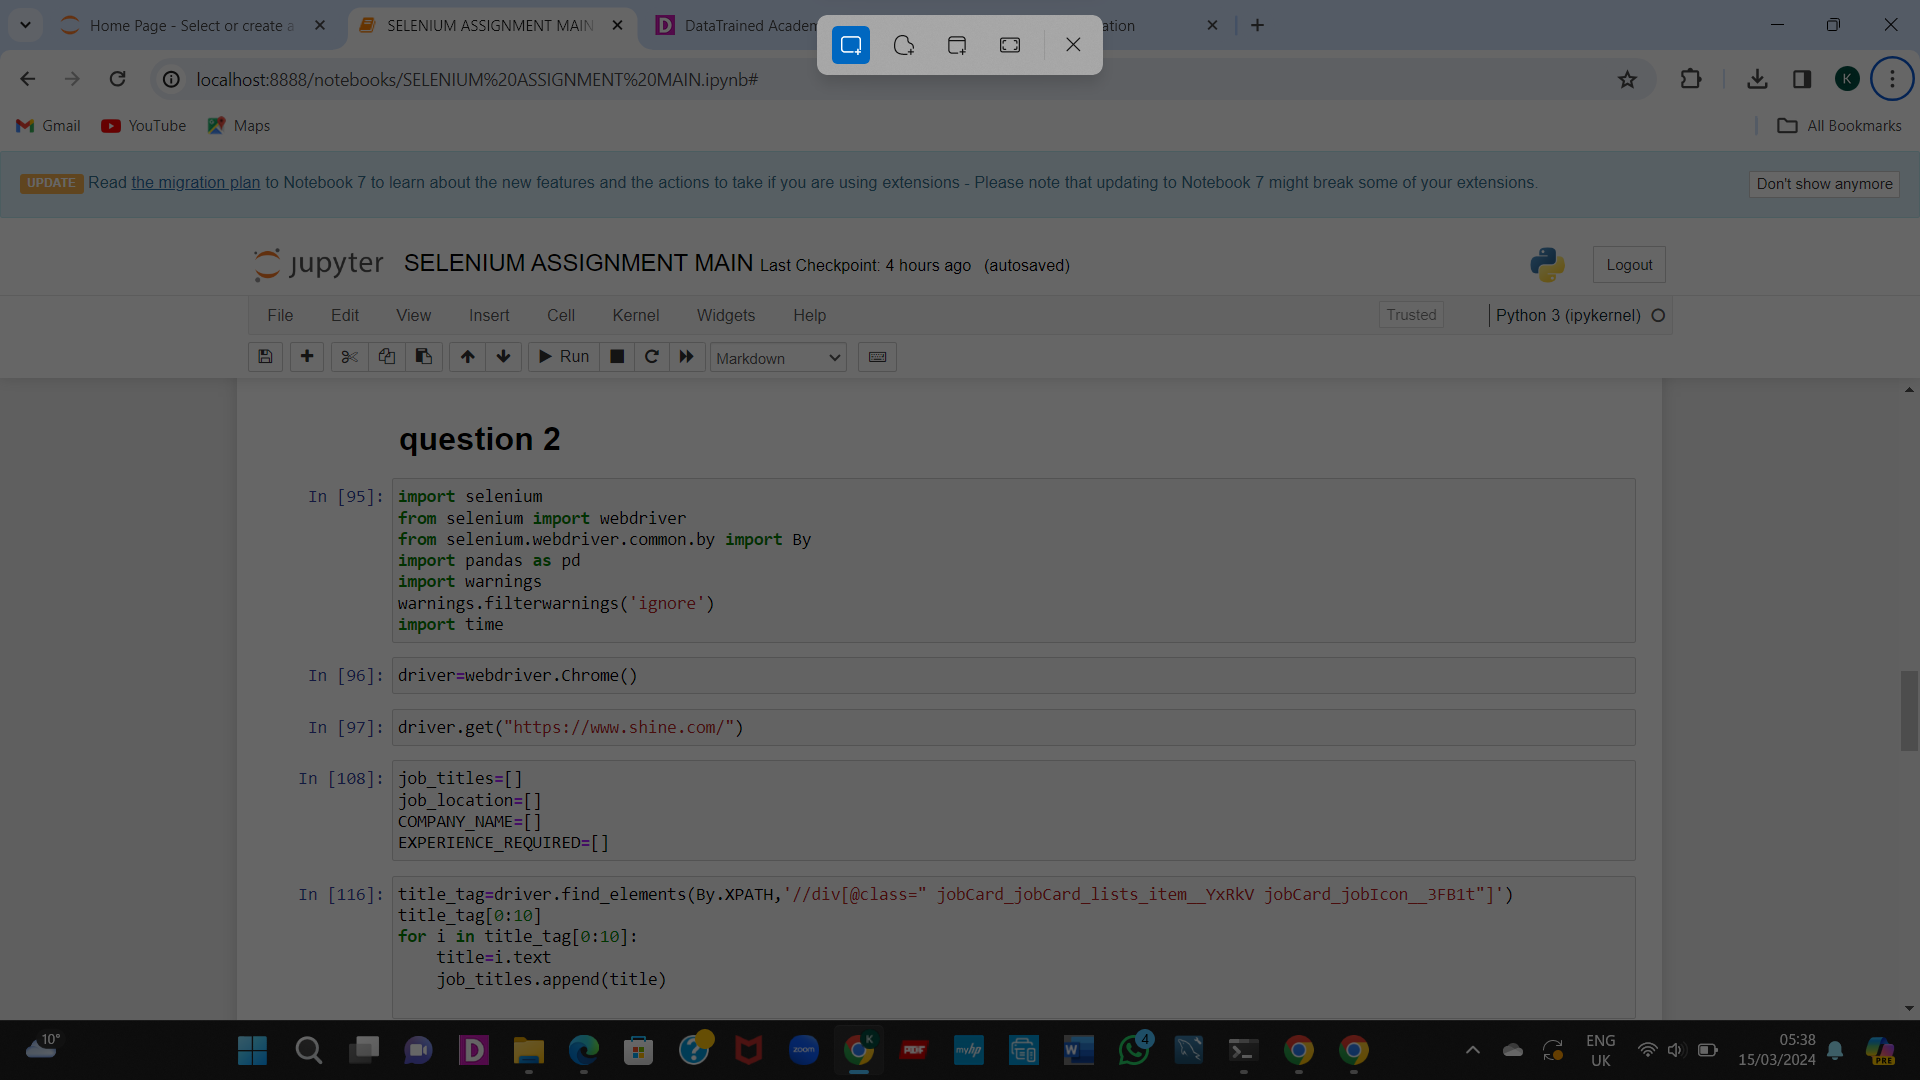 Home Page - Select or create a
SELENIUM ASSIGNMENT MAIN
DataTrained Academ
ation
localhost:8888/notebooks/SELENIUM%20ASSIGNMENT%20MAIN.ipynb#
K
Gmail
YouTube
Maps
All Bookmarks
UPDATE Read the migration plan to Notebook 7 to learn about the new features and the actions to take if you are using extensions - Please note that updating to Notebook 7 might break some of your extensions.
Don't show anymore
jupyter SELENIUM ASSIGNMENT MAIN Last Checkpoint: 4 hours ago (autosaved)
Logout
File Edit View Insert Cell Kernel Widgets Help
Trusted
Python 3 (ipykernel)
Run
Markdown
question 2
In [95]: import selenium
from selenium import webdriver
from selenium.webdriver.common.by import By
import pandas as pd
import warnings
warnings.filterwarnings('ignore')
import time
In [96]: driver=webdriver.Chrome()
In [97]: driver.get("https://www.shine.com/")
In [108]: job_titles=[]
job_location=[]
COMPANY_NAME=[]
EXPERIENCE_REQUIRED=[]
In [116]: title_tag=driver.find_elements(By.XPATH,'//div[@class=" jobCard_jobCard_lists_item__YxRkV jobCard_jobIcon__3FB1t"]')
title_tag[0:10]
for i in title_tag[0:10]:
    title=i.text
    job_titles.append(title)
10°
D
zoom
K
PDF
myhp
W
4
ENG
UK
05:38
15/03/2024
PRE